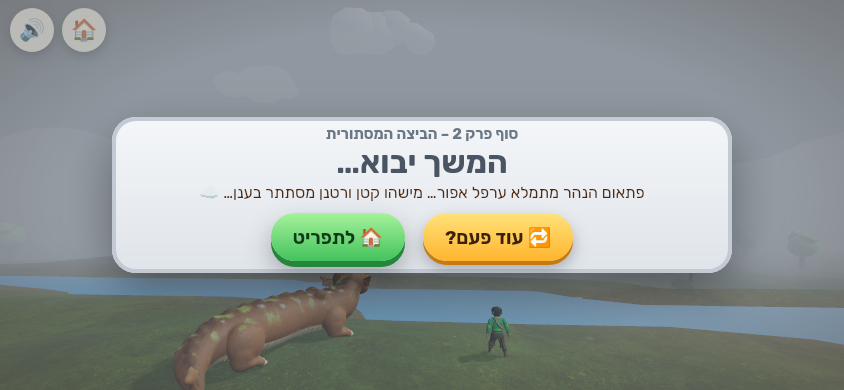 סוף פרק 2 – הביצה המסתורית
המשך יבוא...
פתאום הנהר מתמלא ערפל אפור... מישהו קטן ורטנן מסתתר בענן... ☁️
🔁 עוד פעם?
🏠 לתפריט